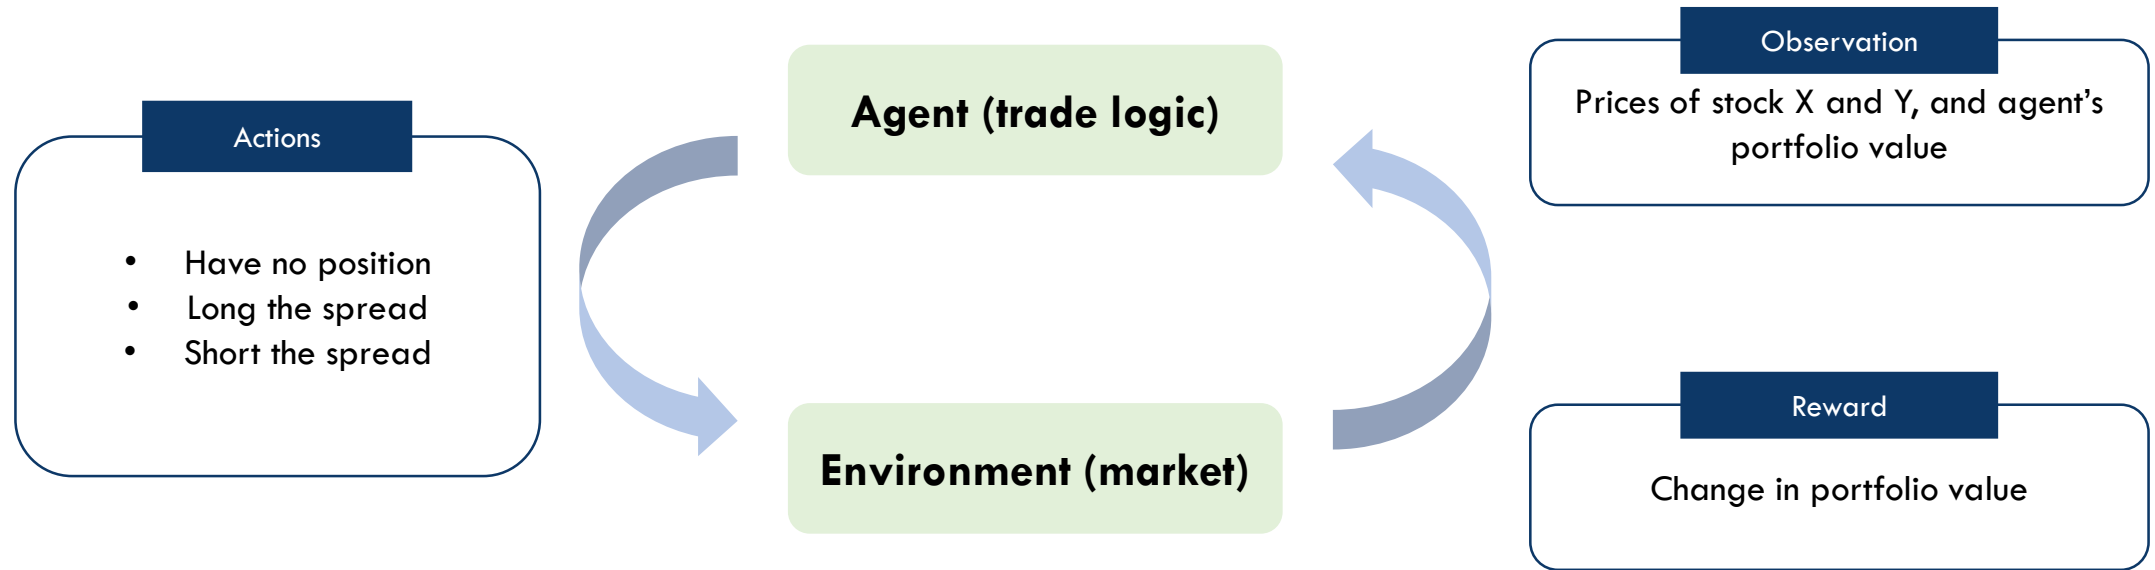 Actions
• Have no position
• Long the spread
• Short the spread
Agent (trade logic)
Environment (market)
Observation
Prices of stock X and Y, and agent’s
portfolio value
Reward
Change in portfolio value